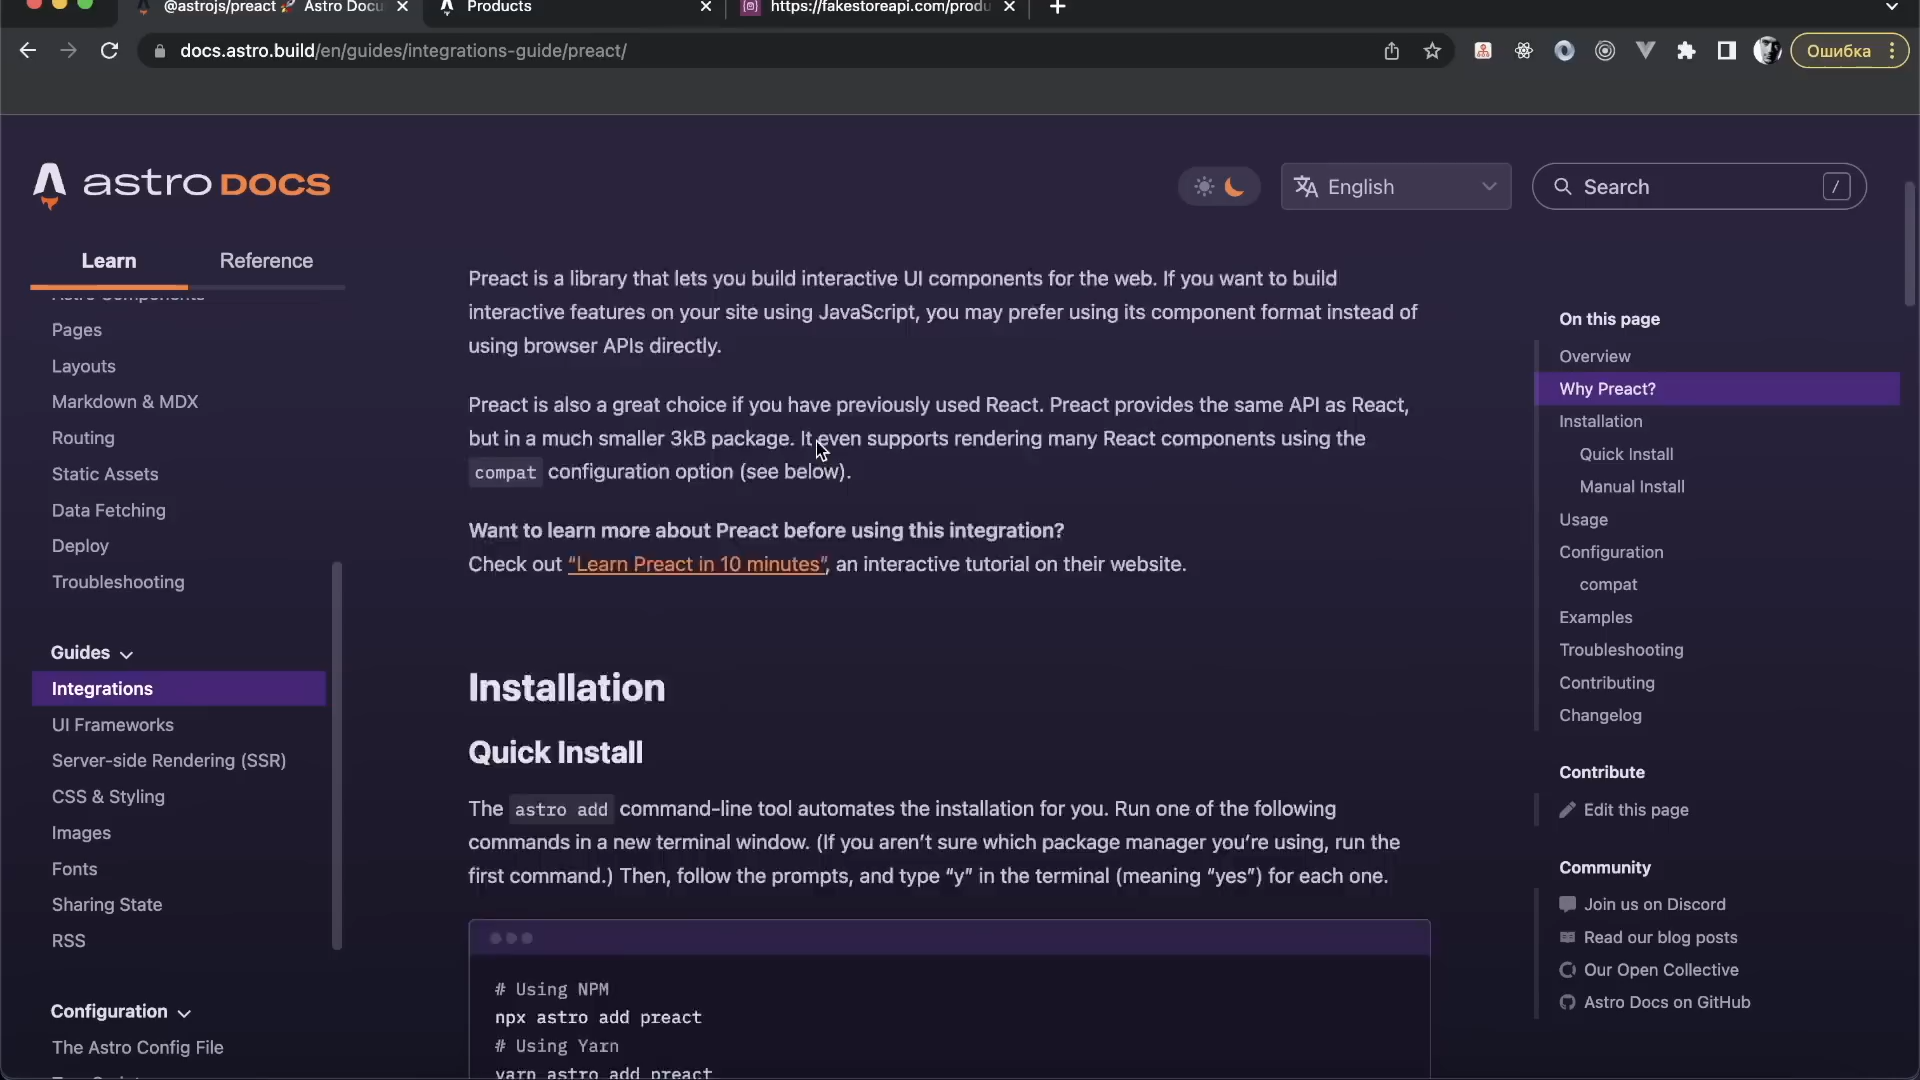 @astrojs/preact 🚀 Astro Docu
Products
https://fakestoreapi.com/produ
docs.astro.build/en/guides/integrations-guide/preact/
Ошибка
astro DOCS
English
Search
/
Learn
Reference
Astro Components
Pages
Layouts
Markdown & MDX
Routing
Static Assets
Data Fetching
Deploy
Troubleshooting
Guides
Integrations
UI Frameworks
Server-side Rendering (SSR)
CSS & Styling
Images
Fonts
Sharing State
RSS
Configuration
The Astro Config File
Preact is a library that lets you build interactive UI components for the web. If you want to build
interactive features on your site using JavaScript, you may prefer using its component format instead of
using browser APIs directly.
Preact is also a great choice if you have previously used React. Preact provides the same API as React,
but in a much smaller 3kB package. It even supports rendering many React components using the
compat configuration option (see below).
Want to learn more about Preact before using this integration?
Check out “Learn Preact in 10 minutes”, an interactive tutorial on their website.
Installation
Quick Install
The astro add command-line tool automates the installation for you. Run one of the following
commands in a new terminal window. (If you aren’t sure which package manager you’re using, run the
first command.) Then, follow the prompts, and type “y” in the terminal (meaning “yes”) for each one.
# Using NPM
npx astro add preact
# Using Yarn
yarn astro add preact
On this page
Overview
Why Preact?
Installation
Quick Install
Manual Install
Usage
Configuration
compat
Examples
Troubleshooting
Contributing
Changelog
Contribute
Edit this page
Community
Join us on Discord
Read our blog posts
Our Open Collective
Astro Docs on GitHub